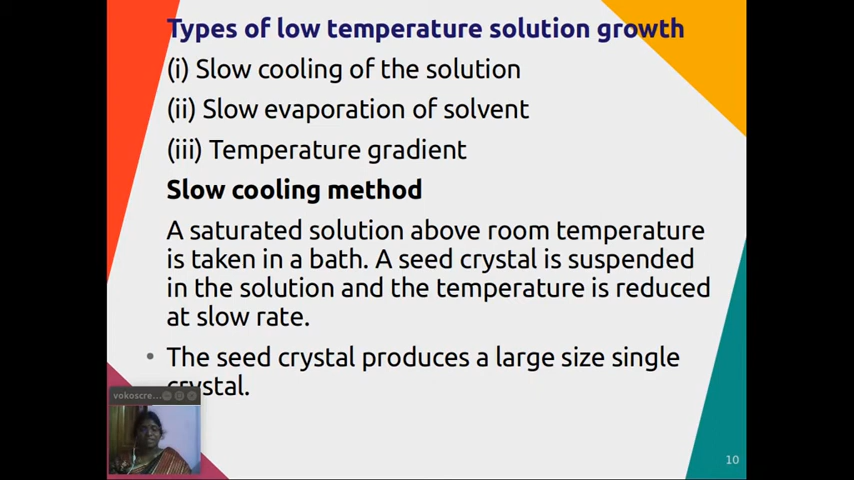 Types of low temperature solution growth
(i) Slow cooling of the solution
(ii) Slow evaporation of solvent
(iii) Temperature gradient
Slow cooling method
A saturated solution above room temperature
is taken in a bath. A seed crystal is suspended
in the solution and the temperature is reduced
at slow rate.
• The seed crystal produces a large size single
crystal.
vokoscre...
10